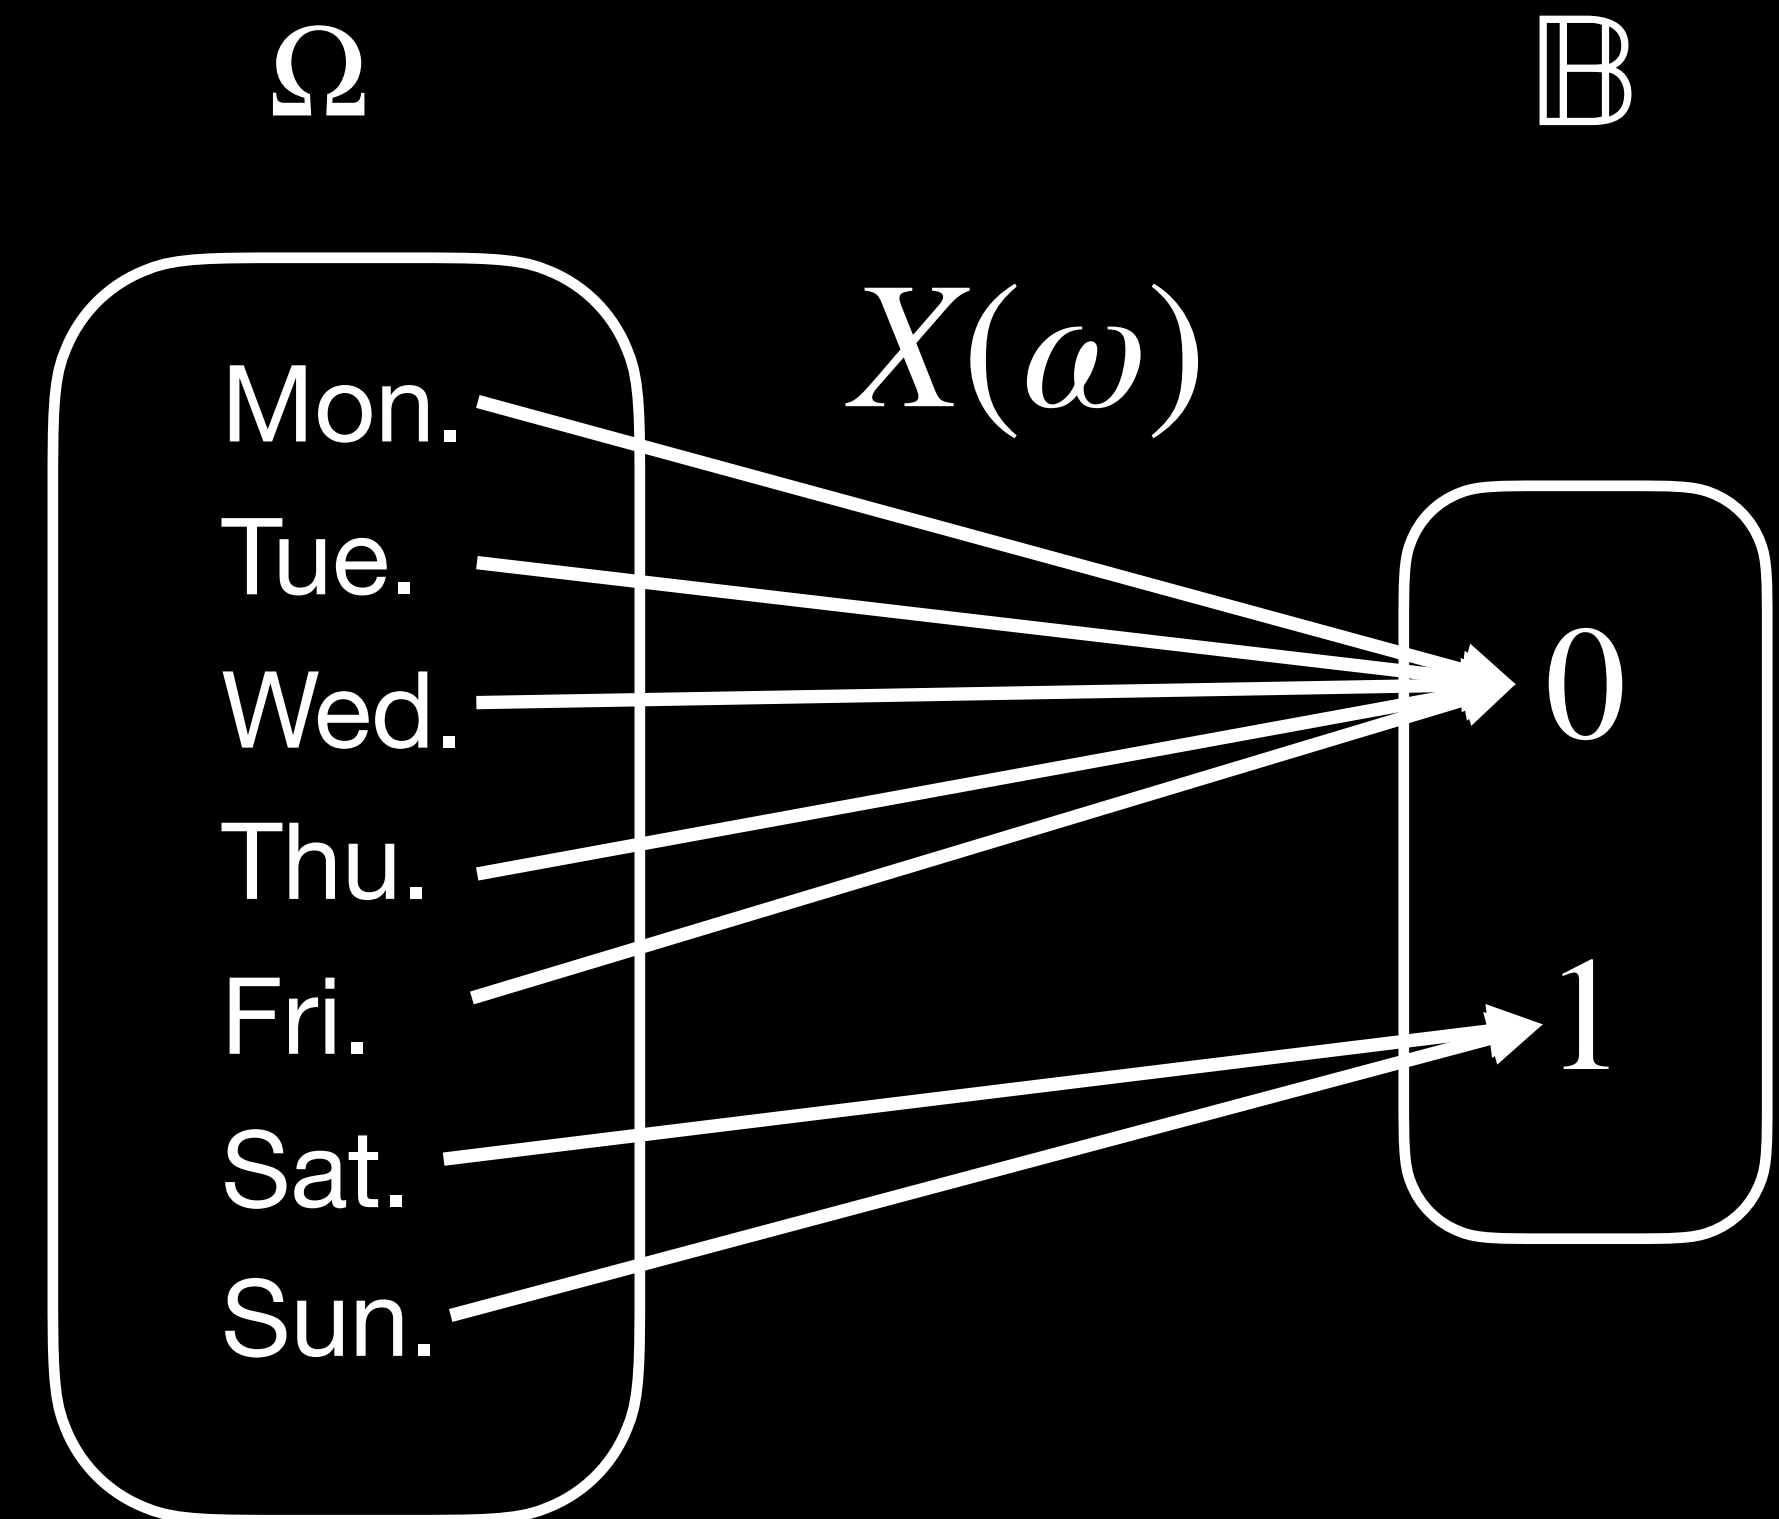 Ω
𝔹
X(ω)
Mon.
Tue.
Wed.
Thu.
Fri.
Sat.
Sun.
0
1